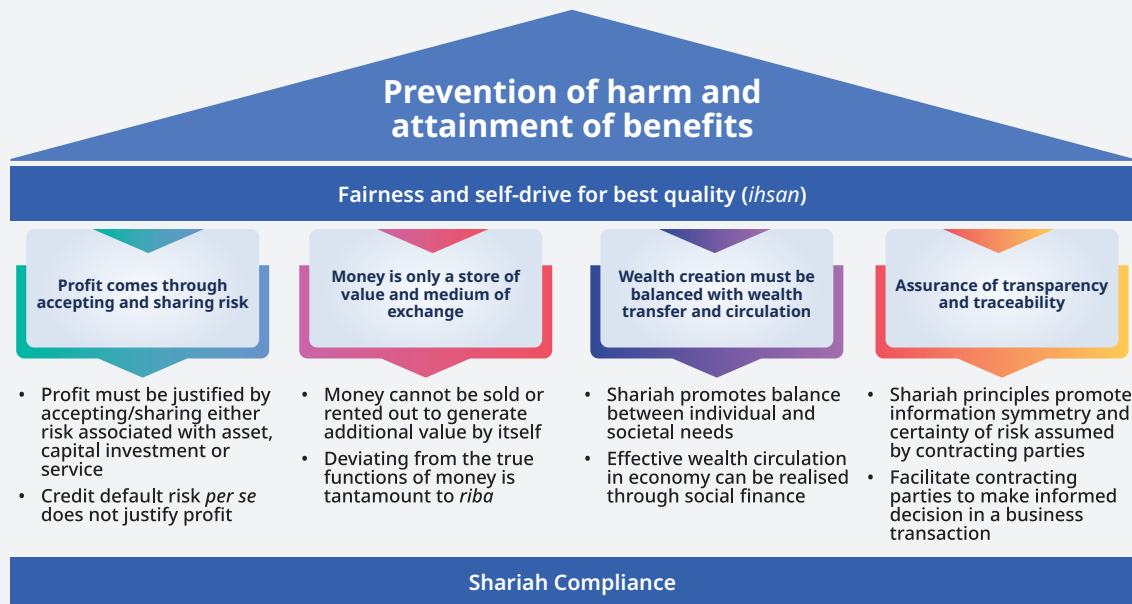 Prevention of harm and
attainment of benefits
Fairness and self-drive for best quality (ihsan)
Profit comes through
accepting and sharing risk
• Profit must be justified by
accepting/sharing either
risk associated with asset,
capital investment or
service
• Credit default risk per se
does not justify profit
Money is only a store of
value and medium of
exchange
• Money cannot be sold or
rented out to generate
additional value by itself
• Deviating from the true
functions of money is
tantamount to riba
Wealth creation must be
balanced with wealth
transfer and circulation
• Shariah promotes balance
between individual and
societal needs
• Effective wealth circulation
in economy can be realised
through social finance
Assurance of transparency
and traceability
• Shariah principles promote
information symmetry and
certainty of risk assumed
by contracting parties
• Facilitate contracting
parties to make informed
decision in a business
transaction
Shariah Compliance